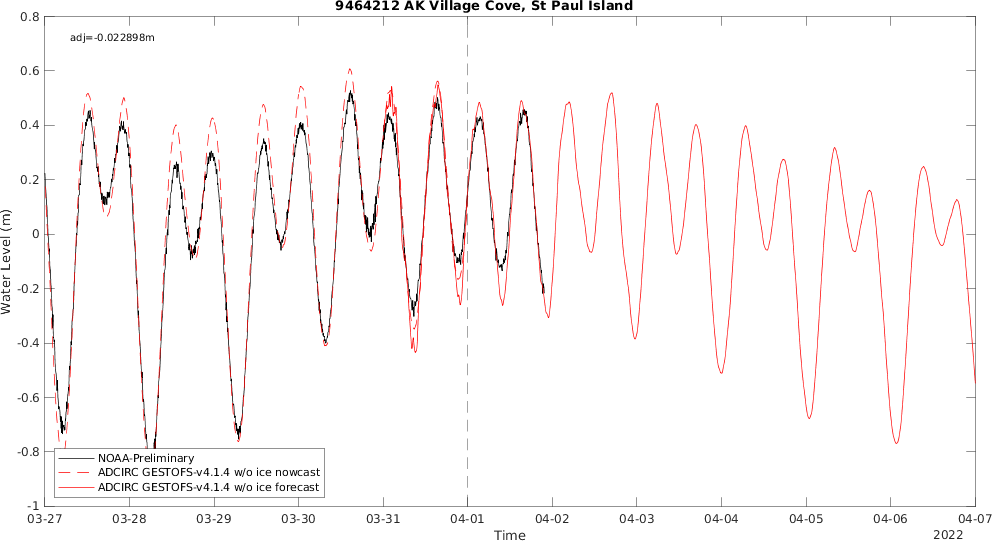 9464212 AK Village Cove, St Paul Island
adj=-0.022898m
0.8
0.6
0.4
0.2
0
-0.2
-0.4
-0.6
-0.8
-1
Water Level (m)
NOAA-Preliminary
ADCIRC GESTOFS-v4.1.4 w/o ice nowcast
ADCIRC GESTOFS-v4.1.4 w/o ice forecast
03-27 03-28 03-29 03-30 03-31 04-01 04-02 04-03 04-04 04-05 04-06 04-07
Time
2022